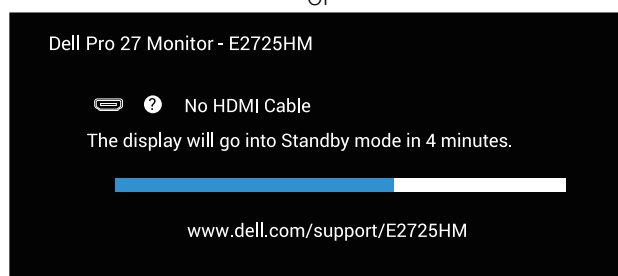 or
Dell Pro 27 Monitor - E2725HM
? No HDMI Cable
The display will go into Standby mode in 4 minutes.
www.dell.com/support/E2725HM